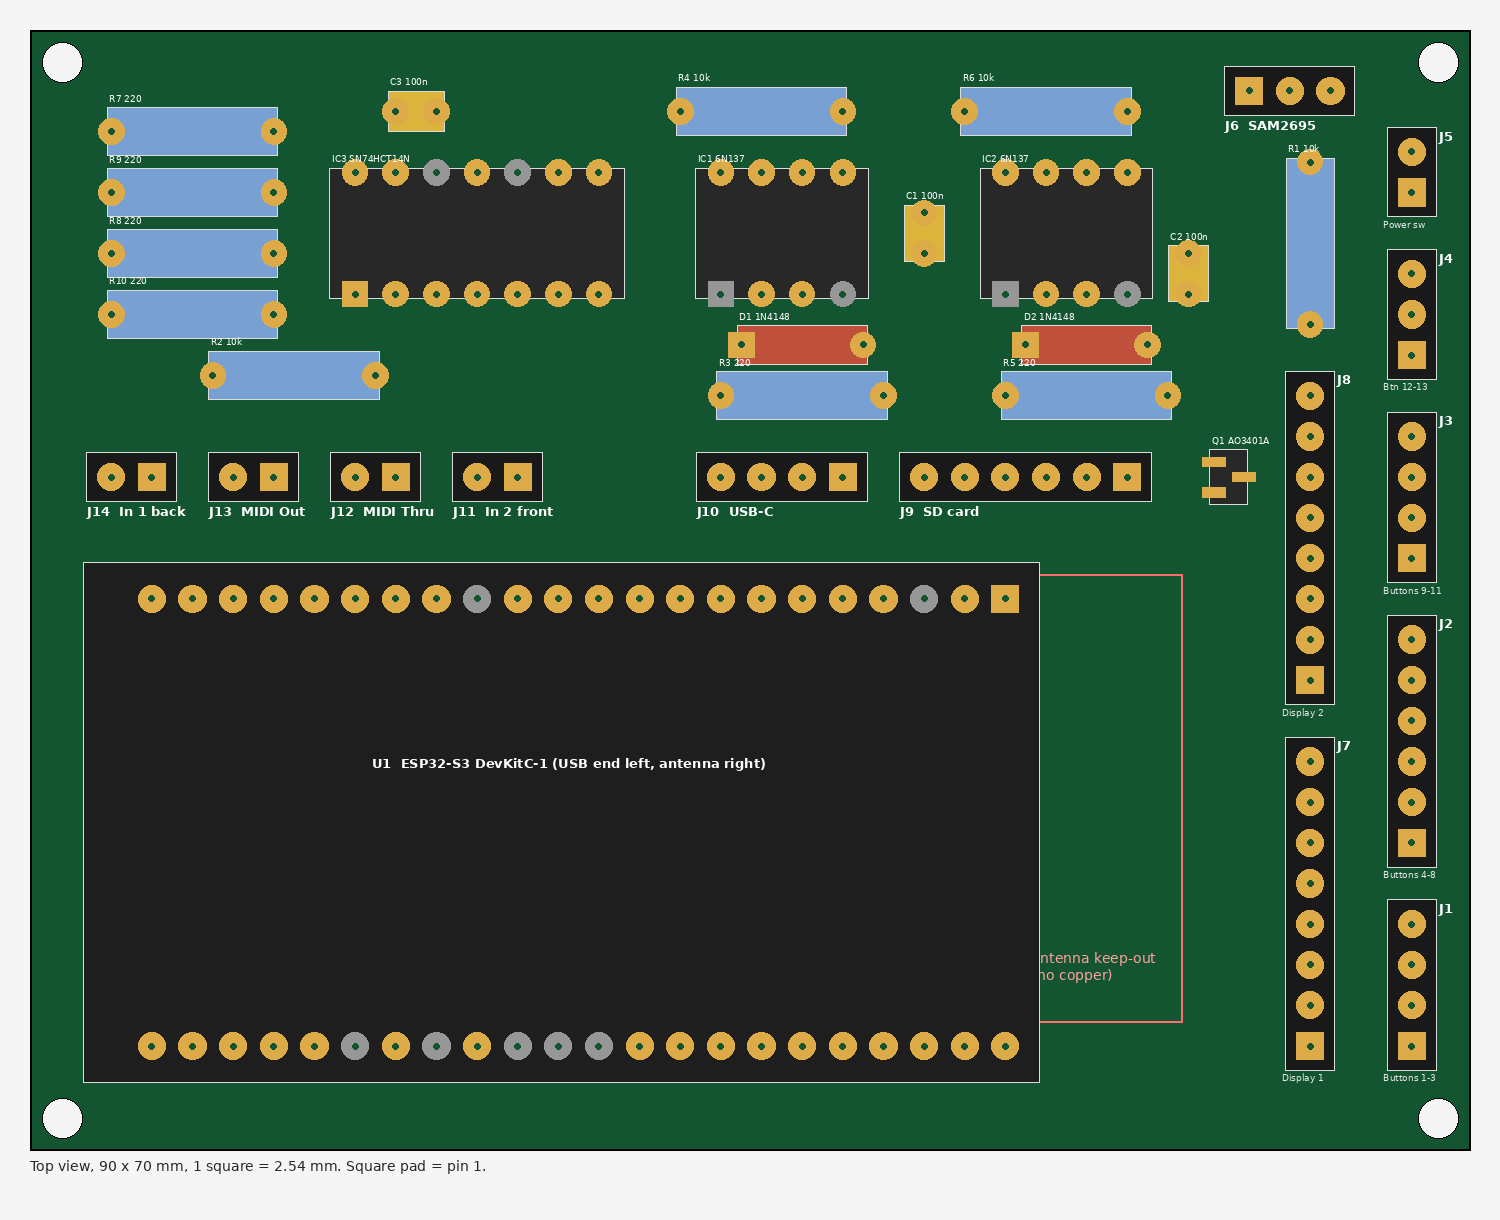 R7 220
C3 100n
R4 10k
R6 10k
J6 SAM2695
J5
R1 10k
R9 220
IC3 SN74HCT14N
IC1 6N137
IC2 6N137
C1 100n
Power sw
R8 220
C2 100n
J4
R10 220
D1 1N4148
D2 1N4148
R2 10k
R3 220
R5 220
J8
Btn 12-13
J3
Q1 AO3401A
J14 In 1 back
J13 MIDI Out
J12 MIDI Thru
J11 In 2 front
J10 USB-C
J9 SD card
Buttons 9-11
J2
Display 2
J7
U1 ESP32-S3 DevKitC-1 (USB end left, antenna right)
Buttons 4-8
J1
ntenna keep-out
no copper)
Display 1
Buttons 1-3
Top view, 90 x 70 mm, 1 square = 2.54 mm. Square pad = pin 1.